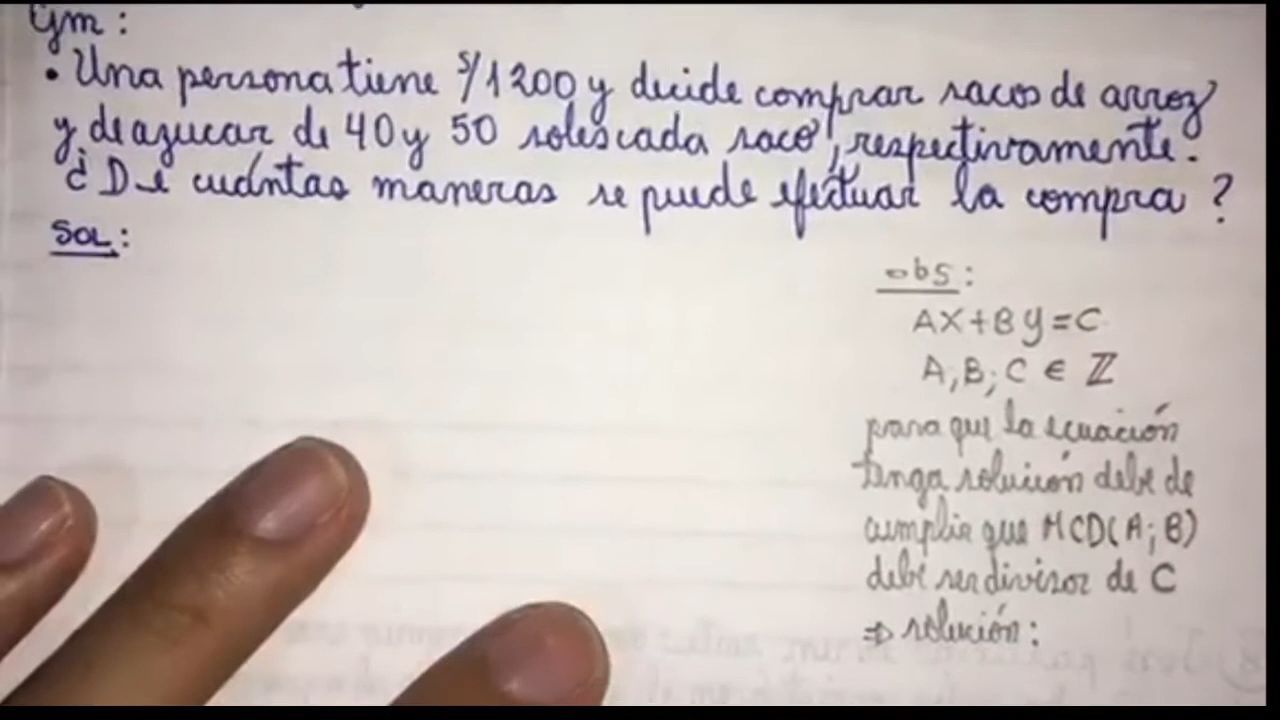 Ejm:
• Una persona tiene S/1200 y decide comprar sacos de arroz
y de azucar de 40 y 50 soles cada saco, respectivamente.
¿De cuántas maneras se puede efectuar la compra?
SOL:
obs:
AX+BY=C
A,B;C ∈ ℤ
para que la ecuación
tenga solución debe de
cumplir que MCD(A;B)
debe ser divisor de C
⇒ solución: